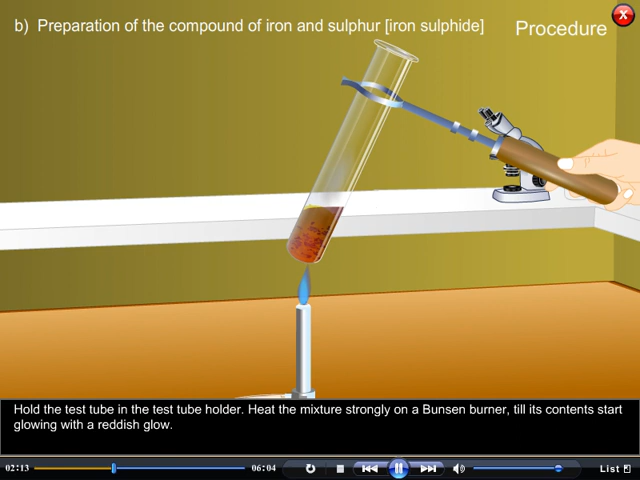 b) Preparation of the compound of iron and sulphur [iron sulphide]
Procedure
Hold the test tube in the test tube holder. Heat the mixture strongly on a Bunsen burner, till its contents start
glowing with a reddish glow.
02:13
06:04
List